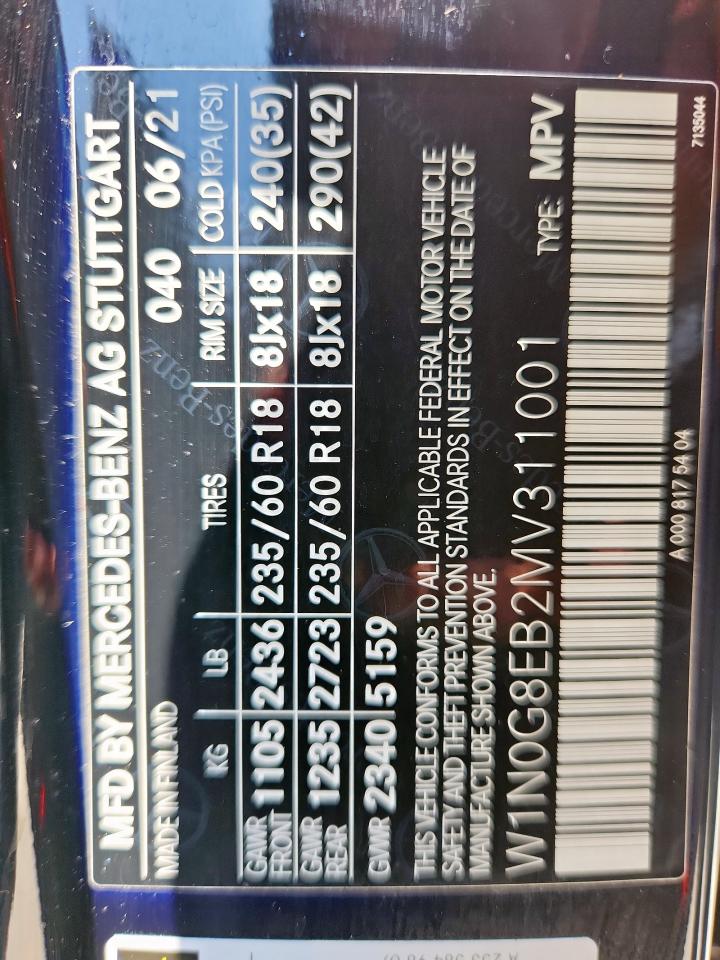 MFD BY MERCEDES-BENZ AG STUTTGART
MADE IN FINLAND 040 06/21
KG LB TIRES RIM SIZE COLD KPA (PSI)
GAWR FRONT 1105 2436 235/60 R18 8Jx18 240(35)
GAWR REAR 1235 2723 235/60 R18 8Jx18 290(42)
GVWR 2340 5159
THIS VEHICLE CONFORMS TO ALL APPLICABLE FEDERAL MOTOR VEHICLE
SAFETY AND THEFT PREVENTION STANDARDS IN EFFECT ON THE DATE OF
MANUFACTURE SHOWN ABOVE.
W1N0G8EB2MV311001 TYPE: MPV
A 000 817 54 04
7135044